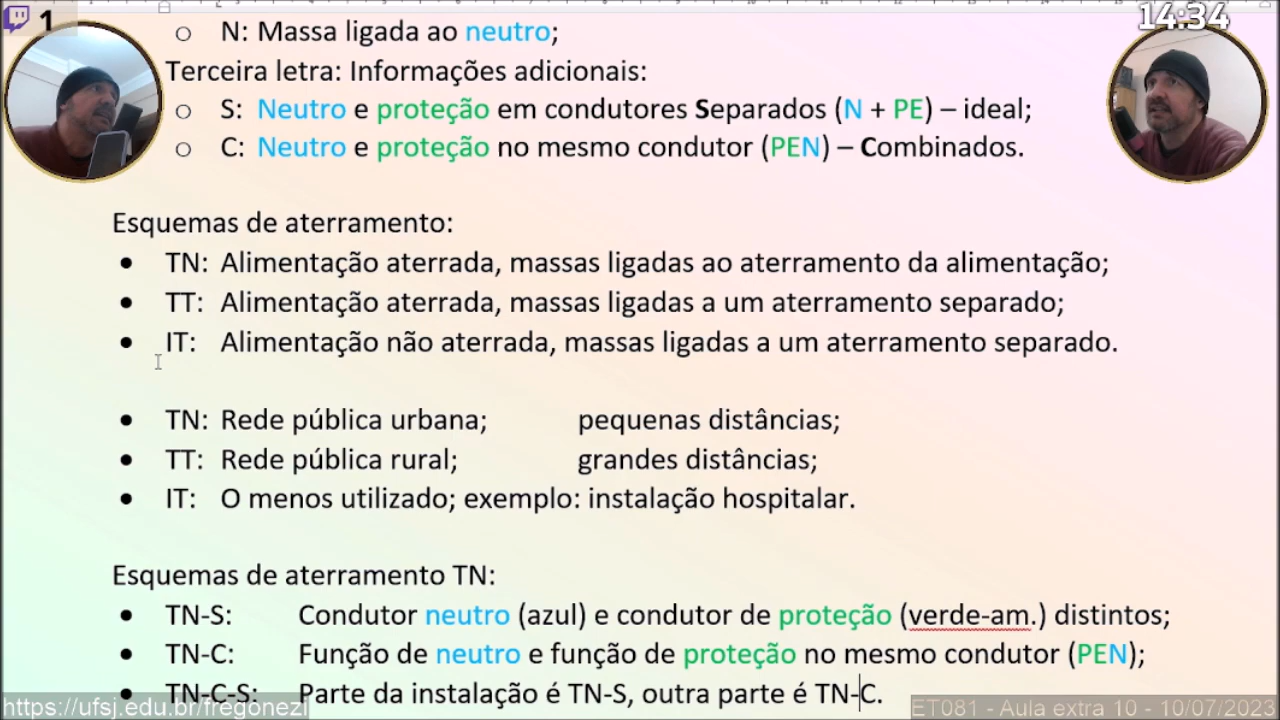 1
14:34
○ N: Massa ligada ao neutro;
Terceira letra: Informações adicionais:
○ S: Neutro e proteção em condutores Separados (N + PE) – ideal;
○ C: Neutro e proteção no mesmo condutor (PEN) – Combinados.
Esquemas de aterramento:
• TN: Alimentação aterrada, massas ligadas ao aterramento da alimentação;
• TT: Alimentação aterrada, massas ligadas a um aterramento separado;
• IT: Alimentação não aterrada, massas ligadas a um aterramento separado.
• TN: Rede pública urbana; pequenas distâncias;
• TT: Rede pública rural; grandes distâncias;
• IT: O menos utilizado; exemplo: instalação hospitalar.
Esquemas de aterramento TN:
• TN-S: Condutor neutro (azul) e condutor de proteção (verde-am.) distintos;
• TN-C: Função de neutro e função de proteção no mesmo condutor (PEN);
• TN-C-S: Parte da instalação é TN-S, outra parte é TN-C.
https://ufsj.edu.br/fregonezi
ET081 - Aula extra 10 - 10/07/2023